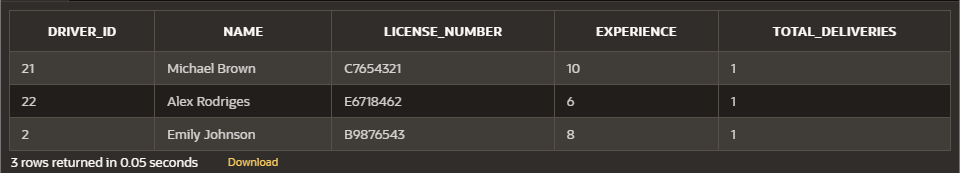 DRIVER_ID NAME LICENSE_NUMBER EXPERIENCE TOTAL_DELIVERIES
21 Michael Brown C7654321 10 1
22 Alex Rodriges E6718462 6 1
2 Emily Johnson B9876543 8 1
3 rows returned in 0.05 seconds Download